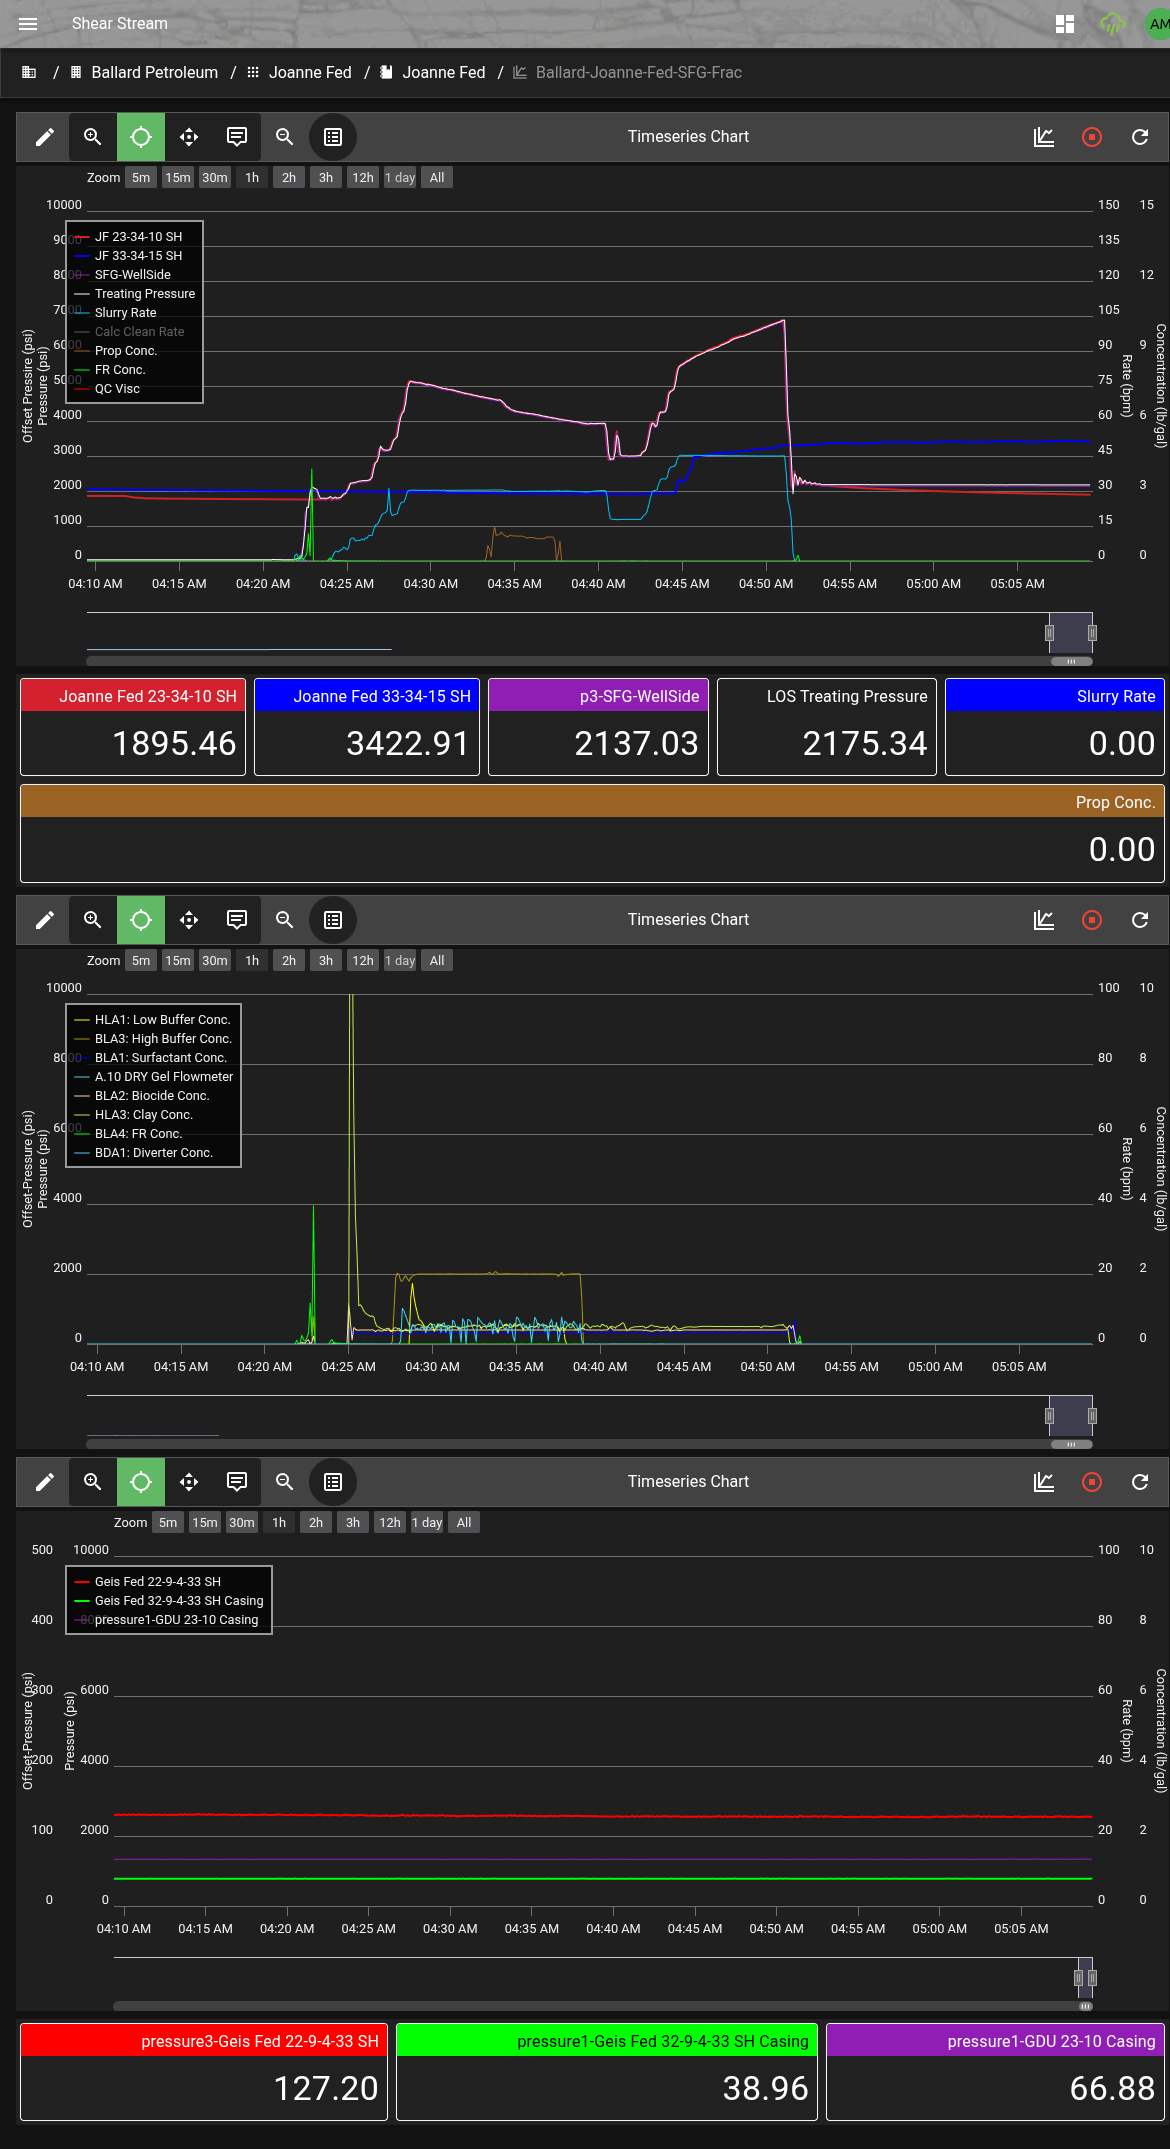 Shear Stream
AM
/ Ballard Petroleum / Joanne Fed / Joanne Fed / Ballard-Joanne-Fed-SFG-Frac
Timeseries Chart
Zoom 5m 15m 30m 1h 2h 3h 12h 1 day All
10000 150 15
9000 135
8000 120 12
7000 105
6000 90 9
5000 75
4000 60 6
3000 45
2000 30 3
1000 15
0 0 0
JF 23-34-10 SH
JF 33-34-15 SH
SFG-WellSide
Treating Pressure
Slurry Rate
Calc Clean Rate
Prop Conc.
FR Conc.
QC Visc
Offset Pressire (psi)
Pressure (psi)
Rate (bpm)
Concentration (lb/gal)
04:10 AM 04:15 AM 04:20 AM 04:25 AM 04:30 AM 04:35 AM 04:40 AM 04:45 AM 04:50 AM 04:55 AM 05:00 AM 05:05 AM
Joanne Fed 23-34-10 SH
1895.46
Joanne Fed 33-34-15 SH
3422.91
p3-SFG-WellSide
2137.03
LOS Treating Pressure
2175.34
Slurry Rate
0.00
Prop Conc.
0.00
Timeseries Chart
Zoom 5m 15m 30m 1h 2h 3h 12h 1 day All
10000 100 10
8000 80 8
6000 60 6
4000 40 4
2000 20 2
0 0 0
HLA1: Low Buffer Conc.
BLA3: High Buffer Conc.
BLA1: Surfactant Conc.
A.10 DRY Gel Flowmeter
BLA2: Biocide Conc.
HLA3: Clay Conc.
BLA4: FR Conc.
BDA1: Diverter Conc.
Offset-Pressure (psi)
Pressure (psi)
Rate (bpm)
Concentration (lb/gal)
04:10 AM 04:15 AM 04:20 AM 04:25 AM 04:30 AM 04:35 AM 04:40 AM 04:45 AM 04:50 AM 04:55 AM 05:00 AM 05:05 AM
Timeseries Chart
Zoom 5m 15m 30m 1h 2h 3h 12h 1 day All
500 10000 100 10
400 8000 80 8
300 6000 60 6
200 4000 40 4
100 2000 20 2
0 0 0 0
Geis Fed 22-9-4-33 SH
Geis Fed 32-9-4-33 SH Casing
pressure1-GDU 23-10 Casing
Offset-Pressure (psi)
Pressure (psi)
Rate (bpm)
Concentration (lb/gal)
04:10 AM 04:15 AM 04:20 AM 04:25 AM 04:30 AM 04:35 AM 04:40 AM 04:45 AM 04:50 AM 04:55 AM 05:00 AM 05:05 AM
pressure3-Geis Fed 22-9-4-33 SH
127.20
pressure1-Geis Fed 32-9-4-33 SH Casing
38.96
pressure1-GDU 23-10 Casing
66.88